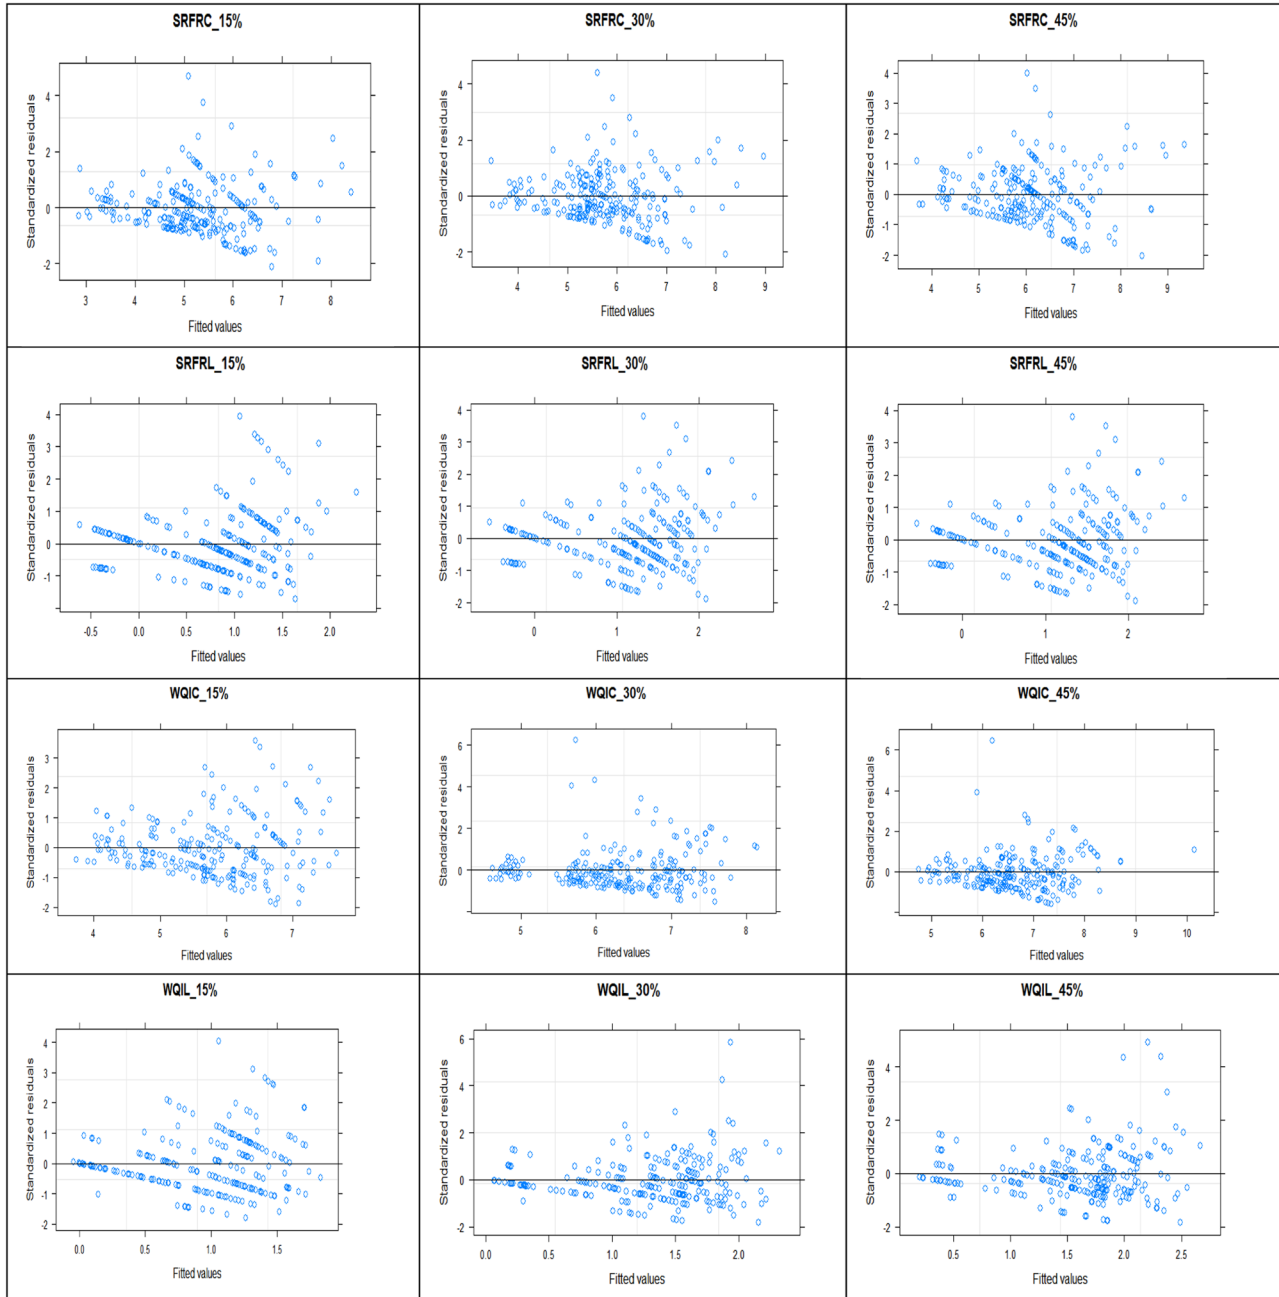 SRFRC_15%
Standardized residuals
4
2
0
-2
3 4 5 6 7 8
Fitted values
SRFRC_30%
Standardized residuals
4
2
0
-2
4 5 6 7 8 9
Fitted values
SRFRC_45%
Standardized residuals
4
3
2
1
0
-1
-2
4 5 6 7 8 9
Fitted values
SRFRL_15%
Standardized residuals
4
3
2
1
0
-1
-0.5 0.0 0.5 1.0 1.5 2.0
Fitted values
SRFRL_30%
Standardized residuals
4
3
2
1
0
-1
-2
0 1 2
Fitted values
SRFRL_45%
Standardized residuals
4
3
2
1
0
-1
-2
0 1 2
Fitted values
WQIC_15%
Standardized residuals
3
2
1
0
-1
-2
4 5 6 7
Fitted values
WQIC_30%
Standardized residuals
6
4
2
0
5 6 7 8
Fitted values
WQIC_45%
Standardized residuals
6
4
2
0
5 6 7 8 9 10
Fitted values
WQIL_15%
Standardized residuals
4
3
2
1
0
-1
-2
0.0 0.5 1.0 1.5
Fitted values
WQIL_30%
Standardized residuals
6
4
2
0
-2
0.0 0.5 1.0 1.5 2.0
Fitted values
WQIL_45%
Standardized residuals
4
2
0
-2
0.5 1.0 1.5 2.0 2.5
Fitted values